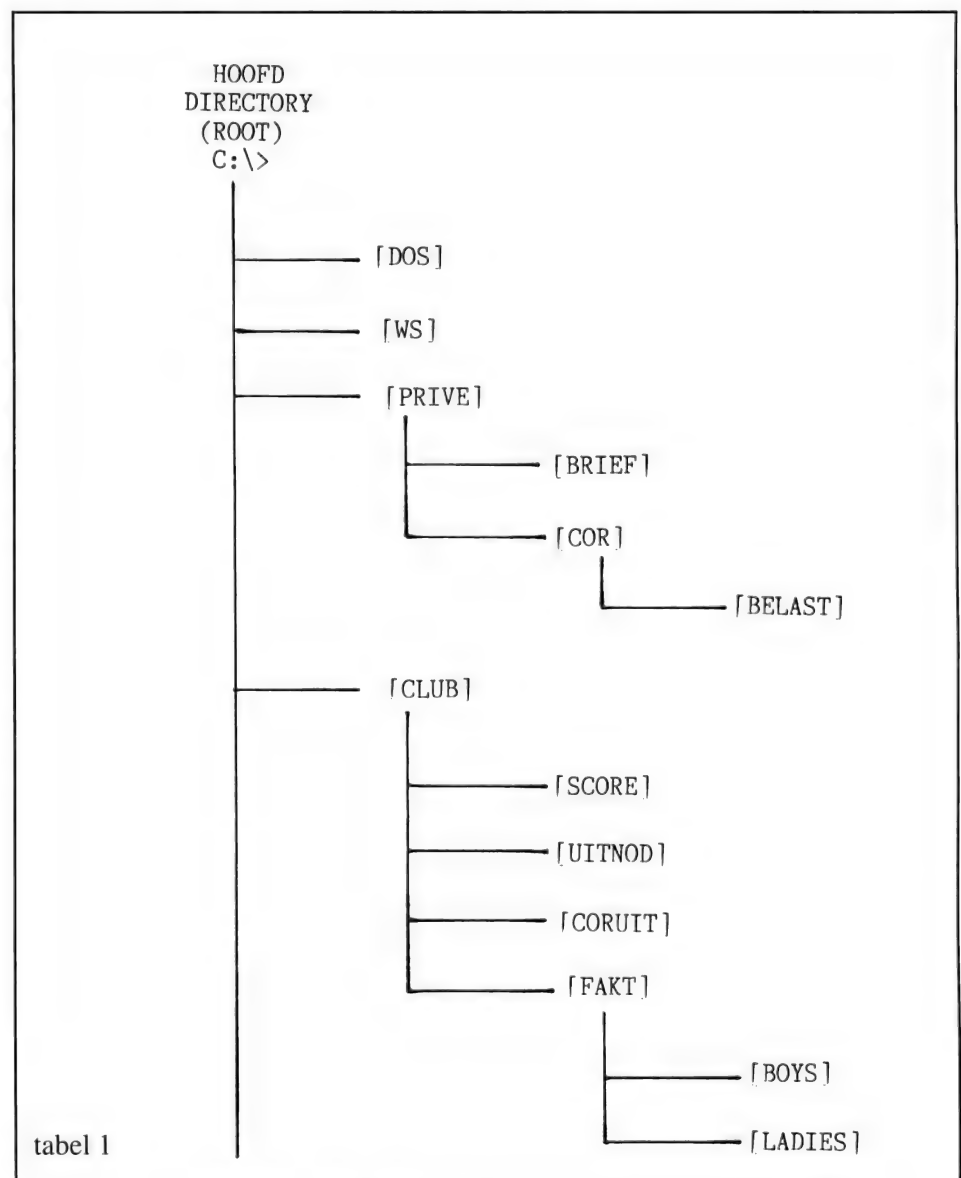 HOOFD
DIRECTORY
(ROOT)
C:\>
[DOS]
[WS]
[PRIVE]
[BRIEF]
[COR]
[BELAST]
[CLUB]
[SCORE]
[UITNOD]
[CORUIT]
[FAKT]
[BOYS]
[LADIES]
tabel 1